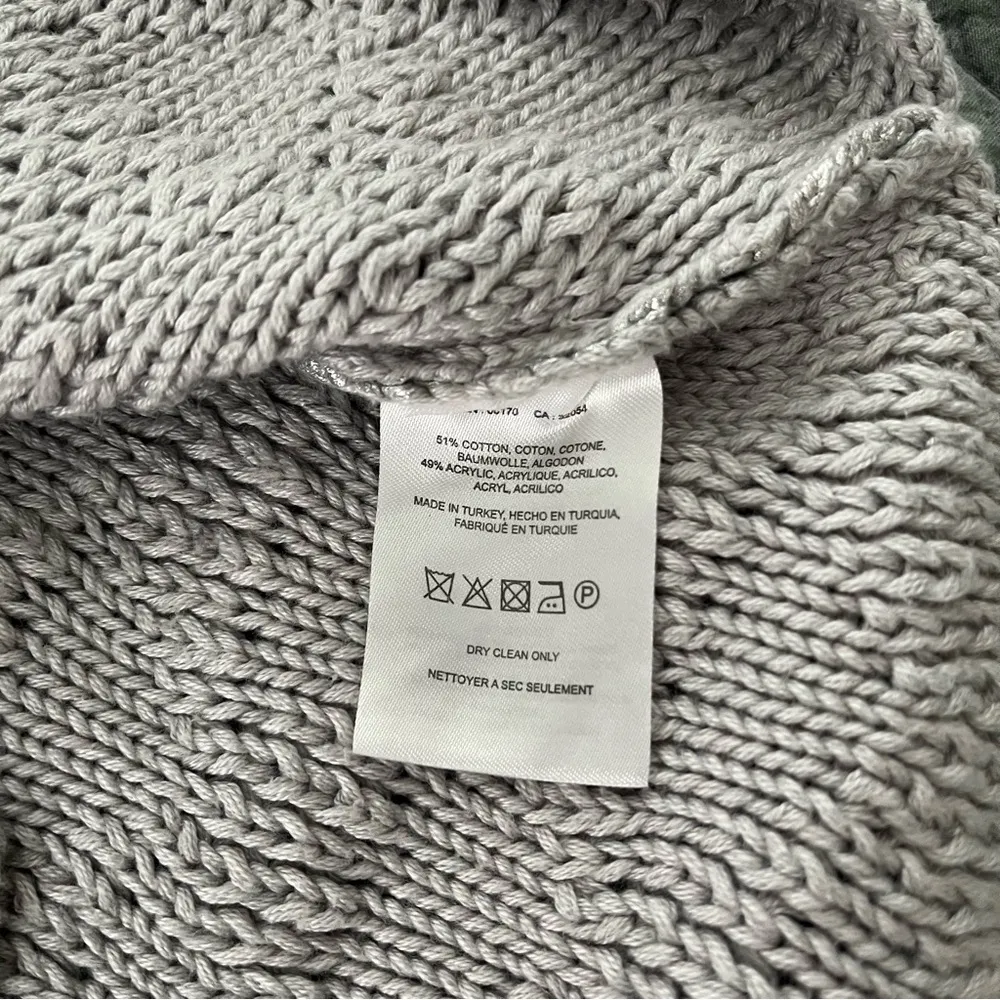 CA :
51% COTTON, COTON, COTONE,
BAUMWOLLE, ALGODON
49% ACRYLIC, ACRYLIQUE, ACRILICO,
ACRYL, ACRILICO
MADE IN TURKEY, HECHO EN TURQUIA,
FABRIQUÉ EN TURQUIE
P
DRY CLEAN ONLY
NETTOYER A SEC SEULEMENT